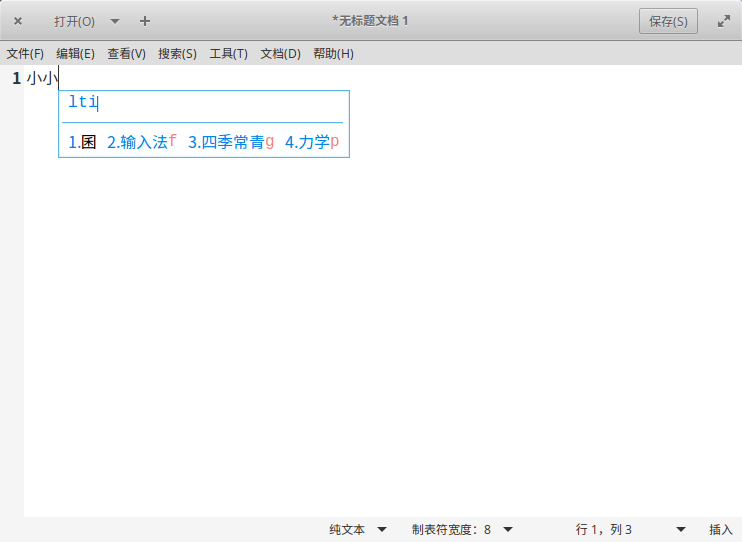 打开(O)
*无标题文档 1
保存(S)
文件(F) 编辑(E) 查看(V) 搜索(S) 工具(T) 文档(D) 帮助(H)
1 小小
lti
1.囷 2.输入法f 3.四季常青g 4.力学p
纯文本 制表符宽度：8 行 1，列 3 插入